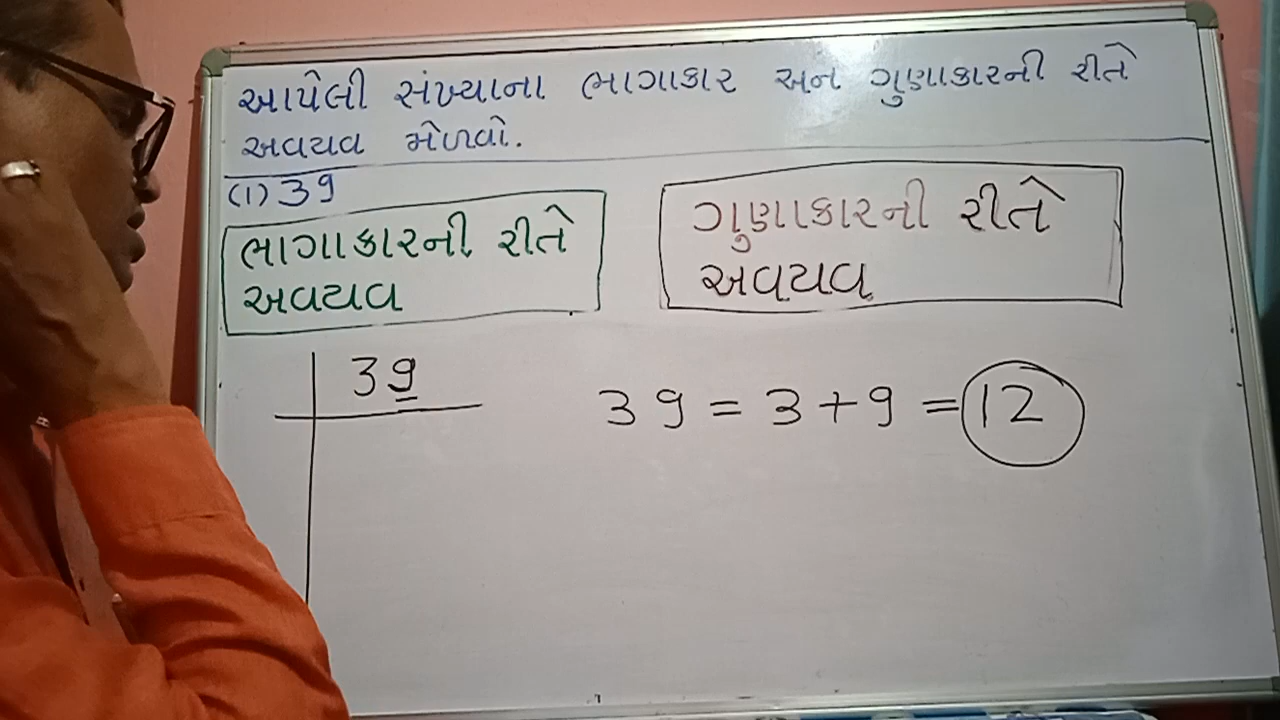 આપેલી સંખ્યાના ભાગાકાર અન ગુણાકારની રીતે
અવયવ મેળવો.
(1) 39
ભાગાકારની રીતે
અવયવ
ગુણાકારની રીતે
અવયવ
39
39 = 3 + 9 = 12